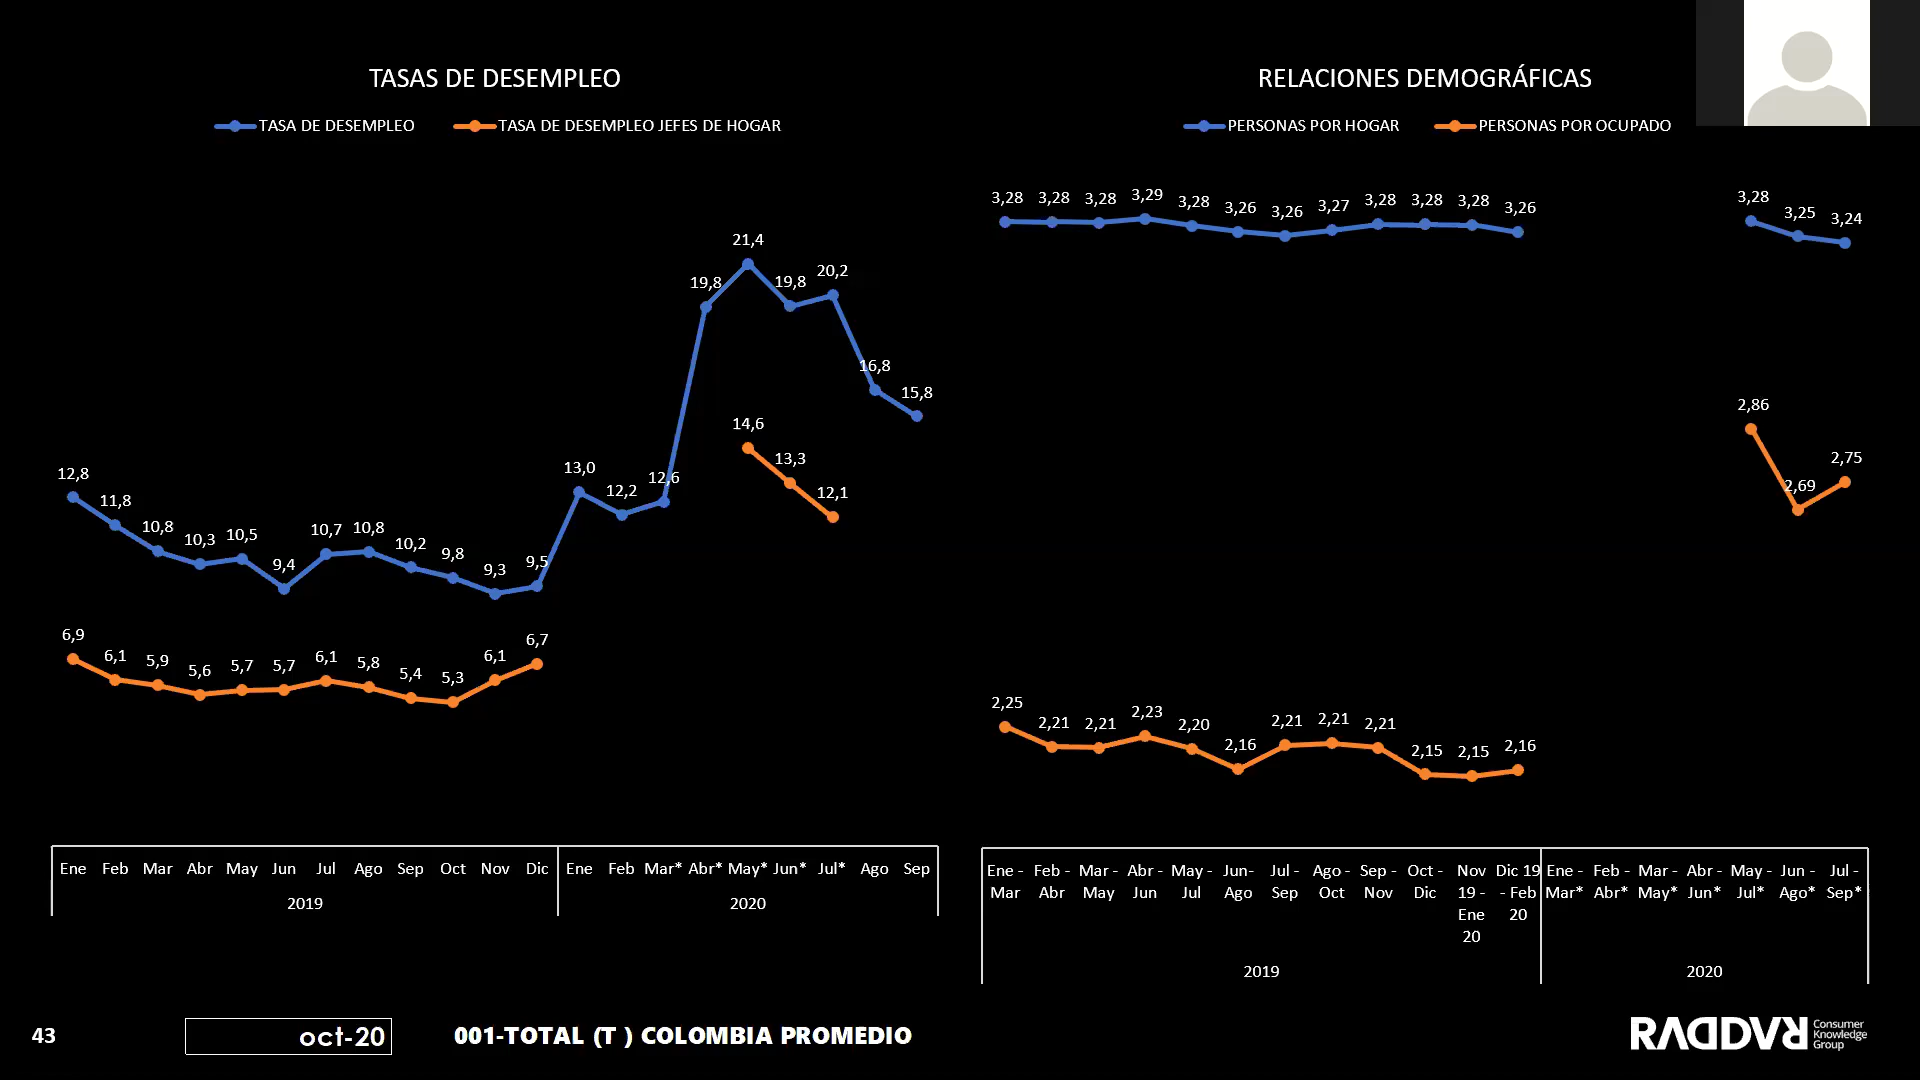 TASAS DE DESEMPLEO
TASA DE DESEMPLEO TASA DE DESEMPLEO JEFES DE HOGAR
21,4
19,8 19,8 20,2
16,8
15,8
14,6
13,3
12,1
12,8
11,8
10,8 10,3 10,5 9,4 10,7 10,8 10,2 9,8 9,3 9,5 13,0 12,2 12,6
6,9 6,1 5,9 5,6 5,7 5,7 6,1 5,8 5,4 5,3 6,1 6,7
Ene Feb Mar Abr May Jun Jul Ago Sep Oct Nov Dic Ene Feb Mar* Abr* May* Jun* Jul* Ago Sep
2019 2020
RELACIONES DEMOGRÁFICAS
PERSONAS POR HOGAR PERSONAS POR OCUPADO
3,28 3,28 3,28 3,29 3,28 3,26 3,26 3,27 3,28 3,28 3,28 3,26 3,28 3,25 3,24
2,86 2,69 2,75
2,25 2,21 2,21 2,23 2,20 2,16 2,21 2,21 2,21 2,15 2,15 2,16
Ene - Feb - Mar - Abr - May - Jun- Jul - Ago - Sep - Oct - Nov Dic 19 Ene - Feb - Mar - Abr - May - Jun - Jul -
Mar Abr May Jun Jul Ago Sep Oct Nov Dic 19 - - Feb Mar* Abr* May* Jun* Jul* Ago* Sep*
Ene 20
20
2019 2020
43
oct-20
001-TOTAL (T ) COLOMBIA PROMEDIO
RADDAR Consumer
Knowledge
Group